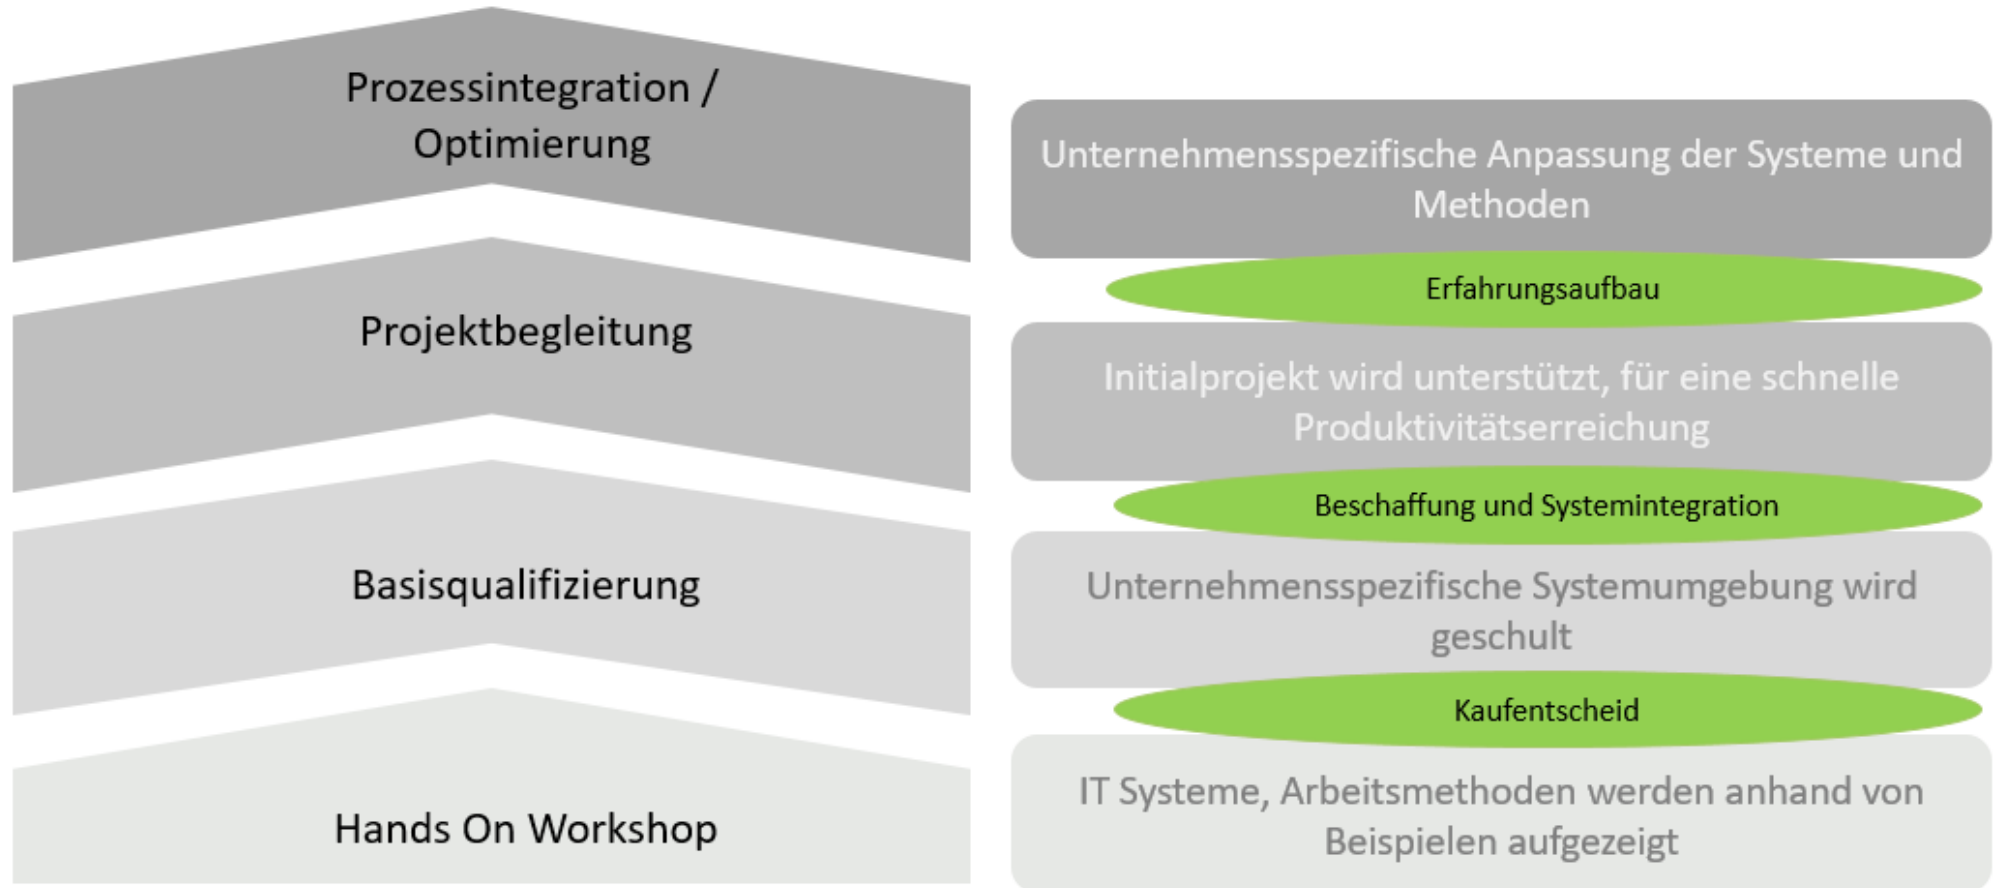 Prozessintegration /
Optimierung
Unternehmensspezifische Anpassung der Systeme und
Methoden
Erfahrungsaufbau
Projektbegleitung
Initialprojekt wird unterstützt, für eine schnelle
Produktivitätserreichung
Beschaffung und Systemintegration
Basisqualifizierung
Unternehmensspezifische Systemumgebung wird
geschult
Kaufentscheid
Hands On Workshop
IT Systeme, Arbeitsmethoden werden anhand von
Beispielen aufgezeigt